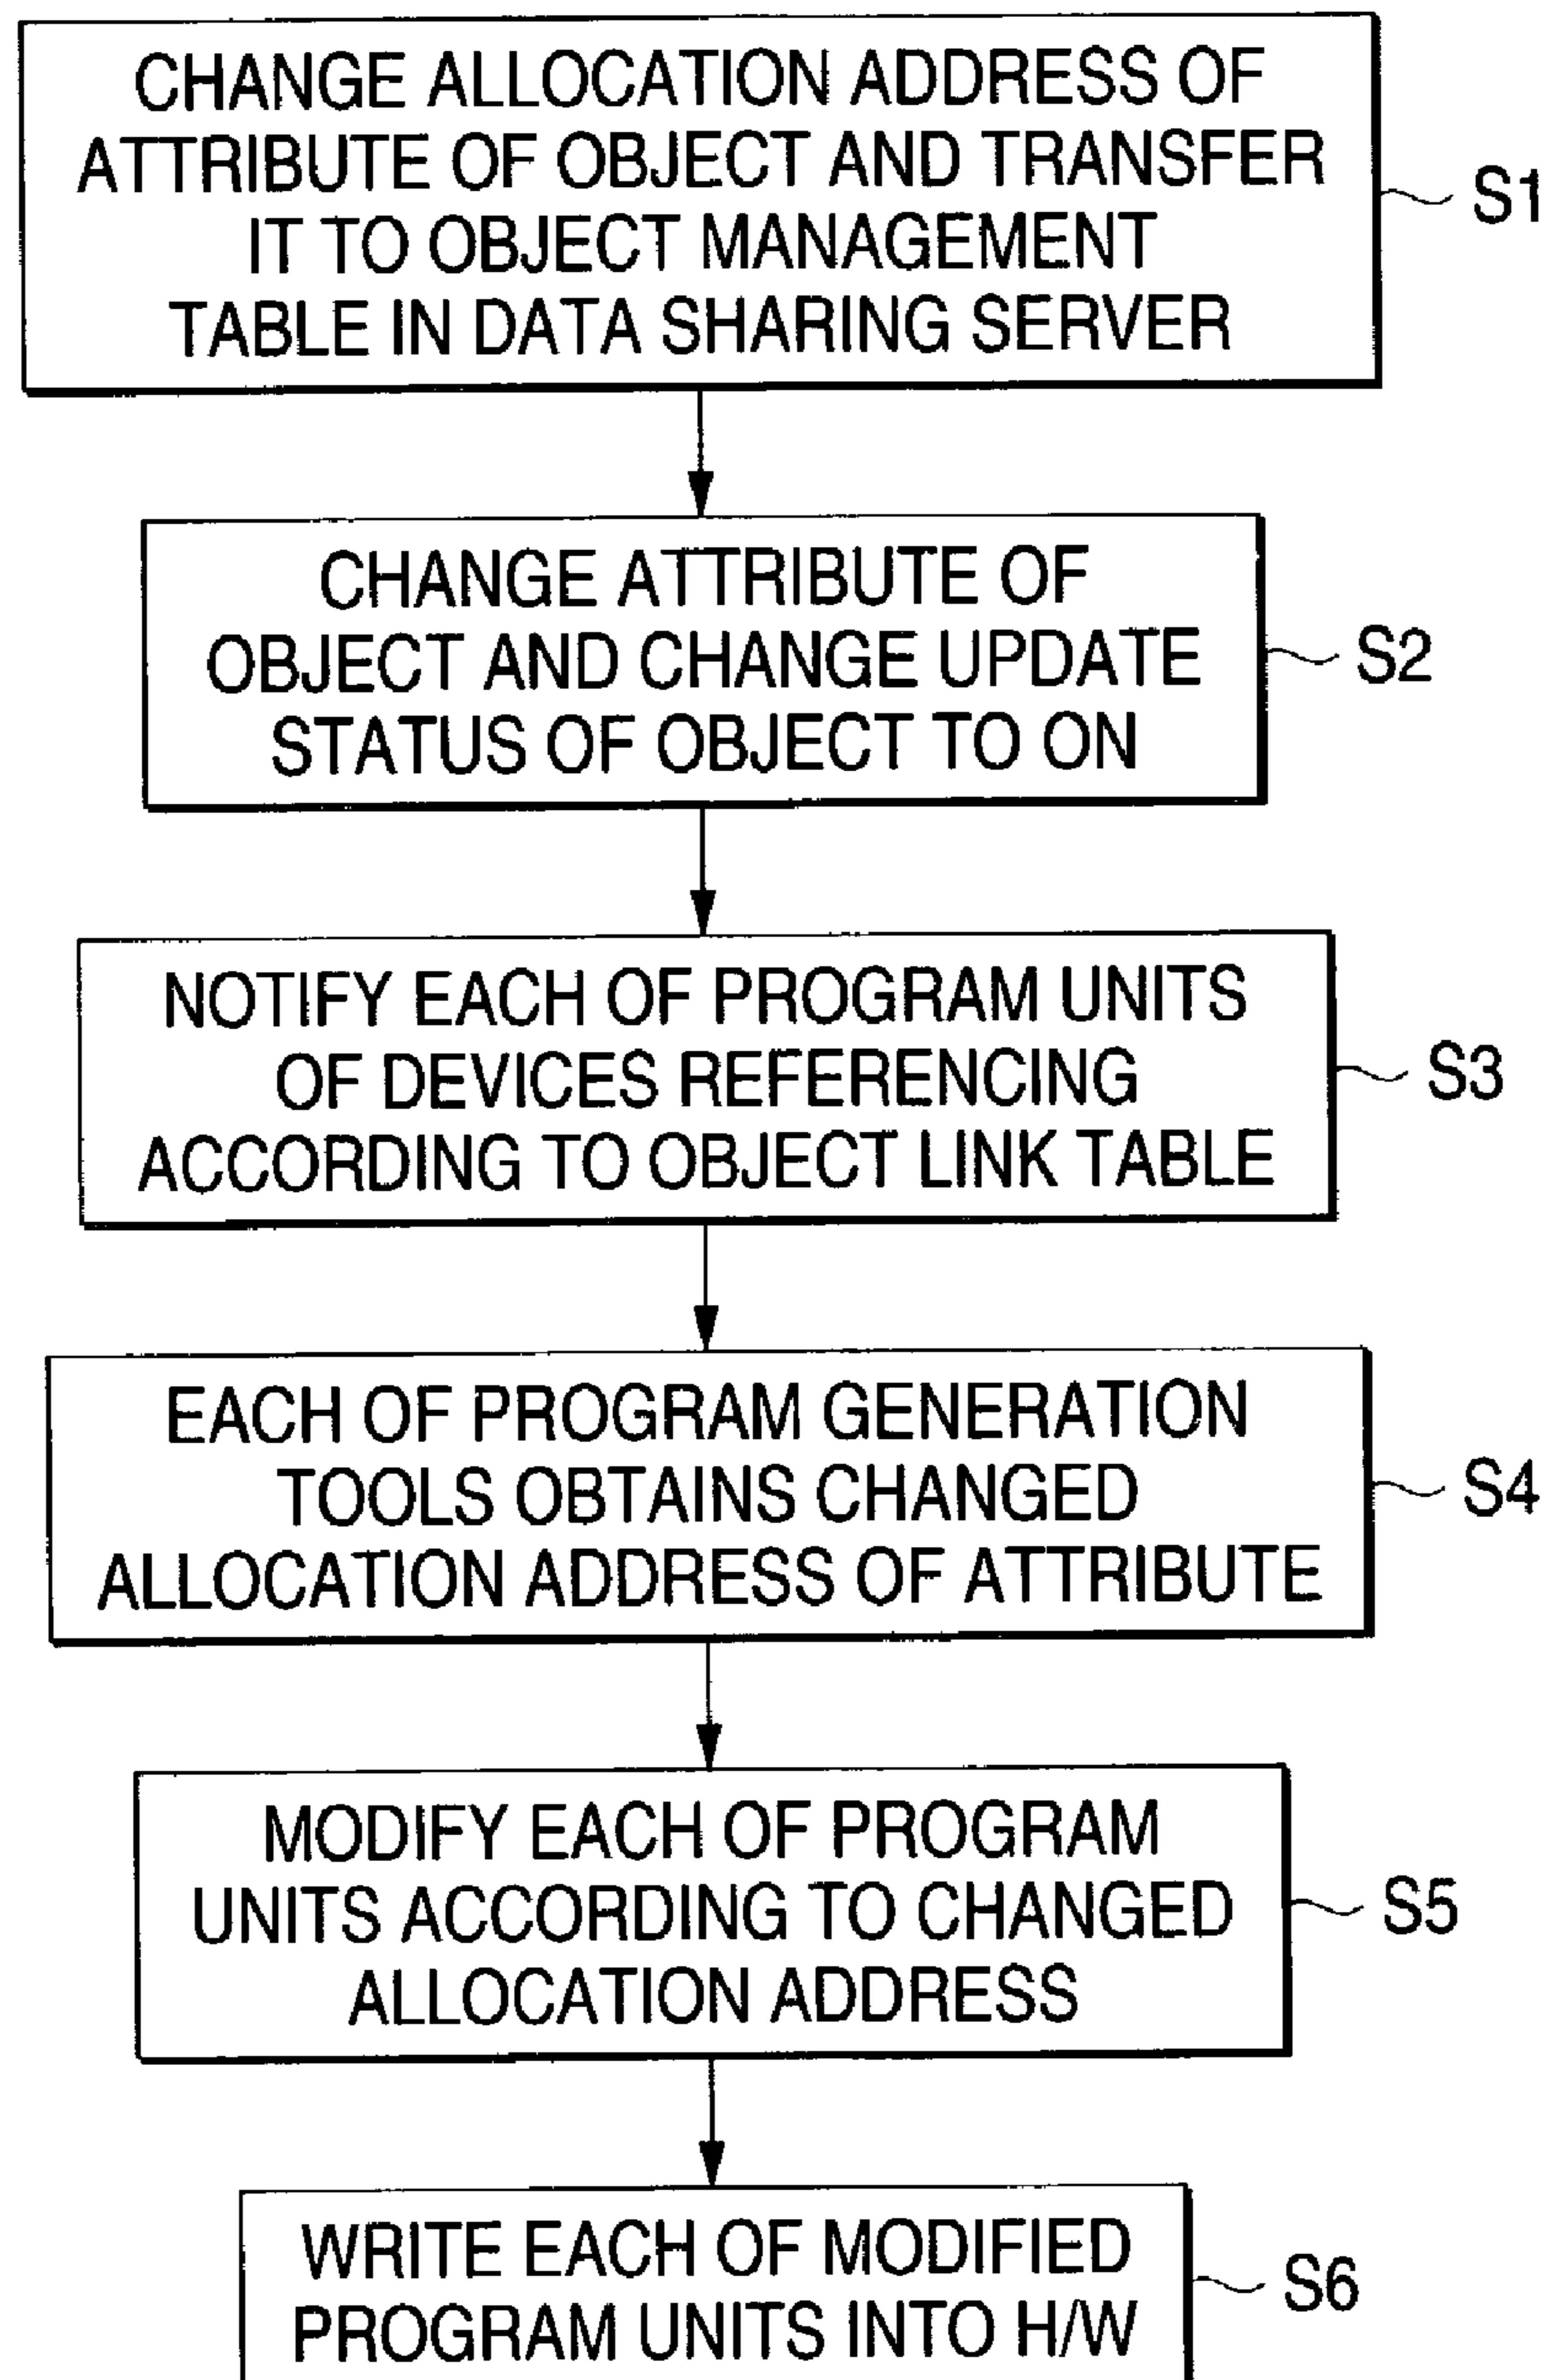 CHANGE ALLOCATION ADDRESS OF
ATTRIBUTE OF OBJECT AND TRANSFER
IT TO OBJECT MANAGEMENT
TABLE IN DATA SHARING SERVER
S1
CHANGE ATTRIBUTE OF
OBJECT AND CHANGE UPDATE
STATUS OF OBJECT TO ON
S2
NOTIFY EACH OF PROGRAM UNITS
OF DEVICES REFERENCING
ACCORDING TO OBJECT LINK TABLE
S3
EACH OF PROGRAM GENERATION
TOOLS OBTAINS CHANGED
ALLOCATION ADDRESS OF ATTRIBUTE
S4
MODIFY EACH OF PROGRAM
UNITS ACCORDING TO CHANGED
ALLOCATION ADDRESS
S5
WRITE EACH OF MODIFIED
PROGRAM UNITS INTO H/W
S6